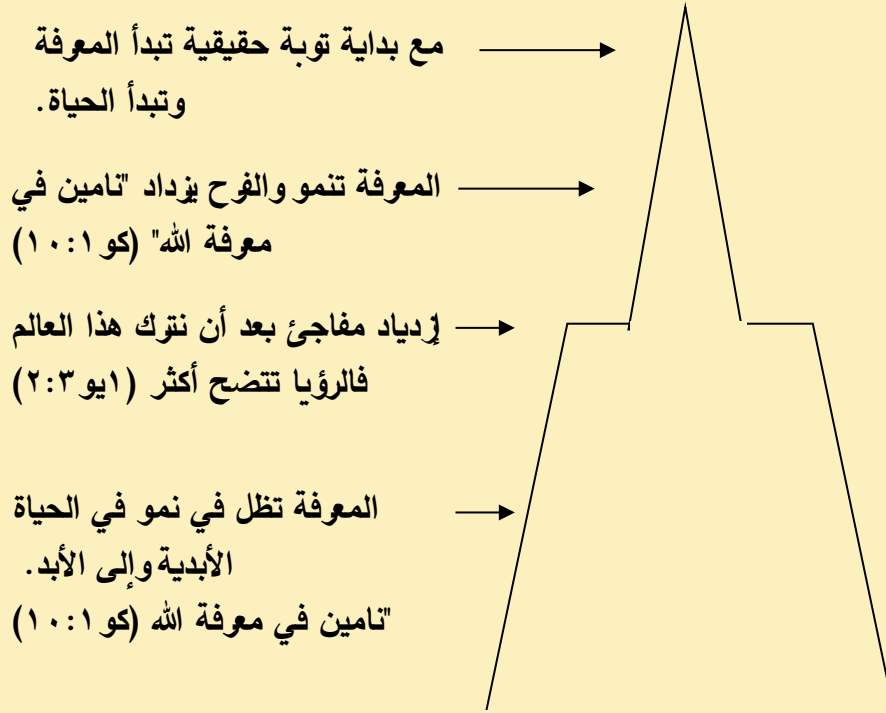 مع بداية توبة حقيقية تبدأ المعرفة
وتبدأ الحياة.
المعرفة تنمو والفرح يزداد "نامين في
معرفة الله" (كو١:١٠)
إزدياد مفاجئ بعد أن نترك هذا العالم
فالرؤيا تتضح أكثر (١يو٣:٢)
المعرفة تظل في نمو في الحياة
الأبدية وإلى الأبد.
"نامين في معرفة الله (كو١:١٠)